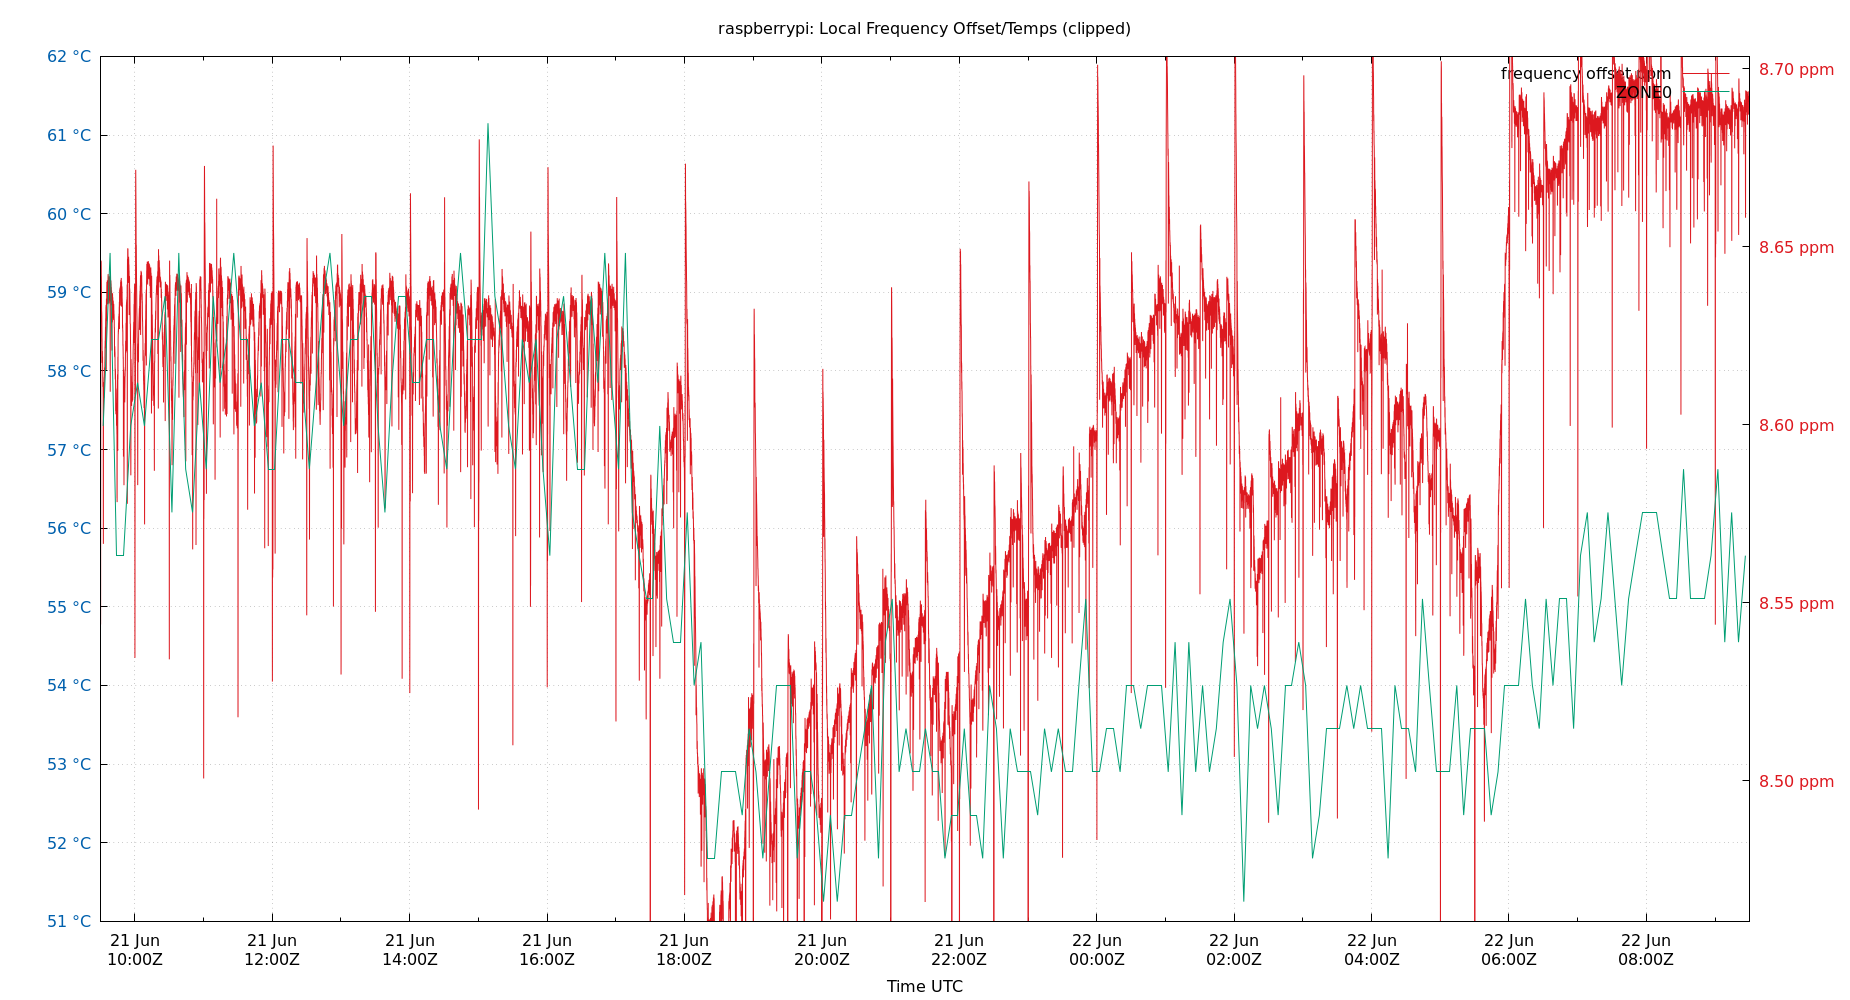 raspberrypi: Local Frequency Offset/Temps (clipped)
62 °C
61 °C
60 °C
59 °C
58 °C
57 °C
56 °C
55 °C
54 °C
53 °C
52 °C
51 °C
8.70 ppm
8.65 ppm
8.60 ppm
8.55 ppm
8.50 ppm
frequency offset ppm
ZONE0
21 Jun 21 Jun 21 Jun 21 Jun 21 Jun 21 Jun 21 Jun 22 Jun 22 Jun 22 Jun 22 Jun 22 Jun
10:00Z 12:00Z 14:00Z 16:00Z 18:00Z 20:00Z 22:00Z 00:00Z 02:00Z 04:00Z 06:00Z 08:00Z
Time UTC